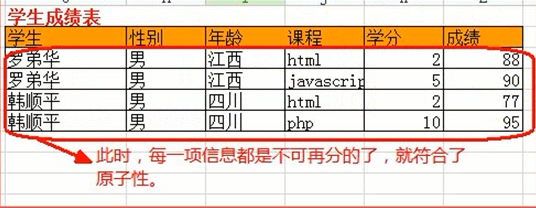 学生成绩表
学生 性别 年龄 课程 学分 成绩
罗弟华 男 江西 html 2 88
罗弟华 男 江西 javascrip 5 90
韩顺平 男 四川 html 2 77
韩顺平 男 四川 php 10 95
此时，每一项信息都是不可再分的了，就符合了
原子性。